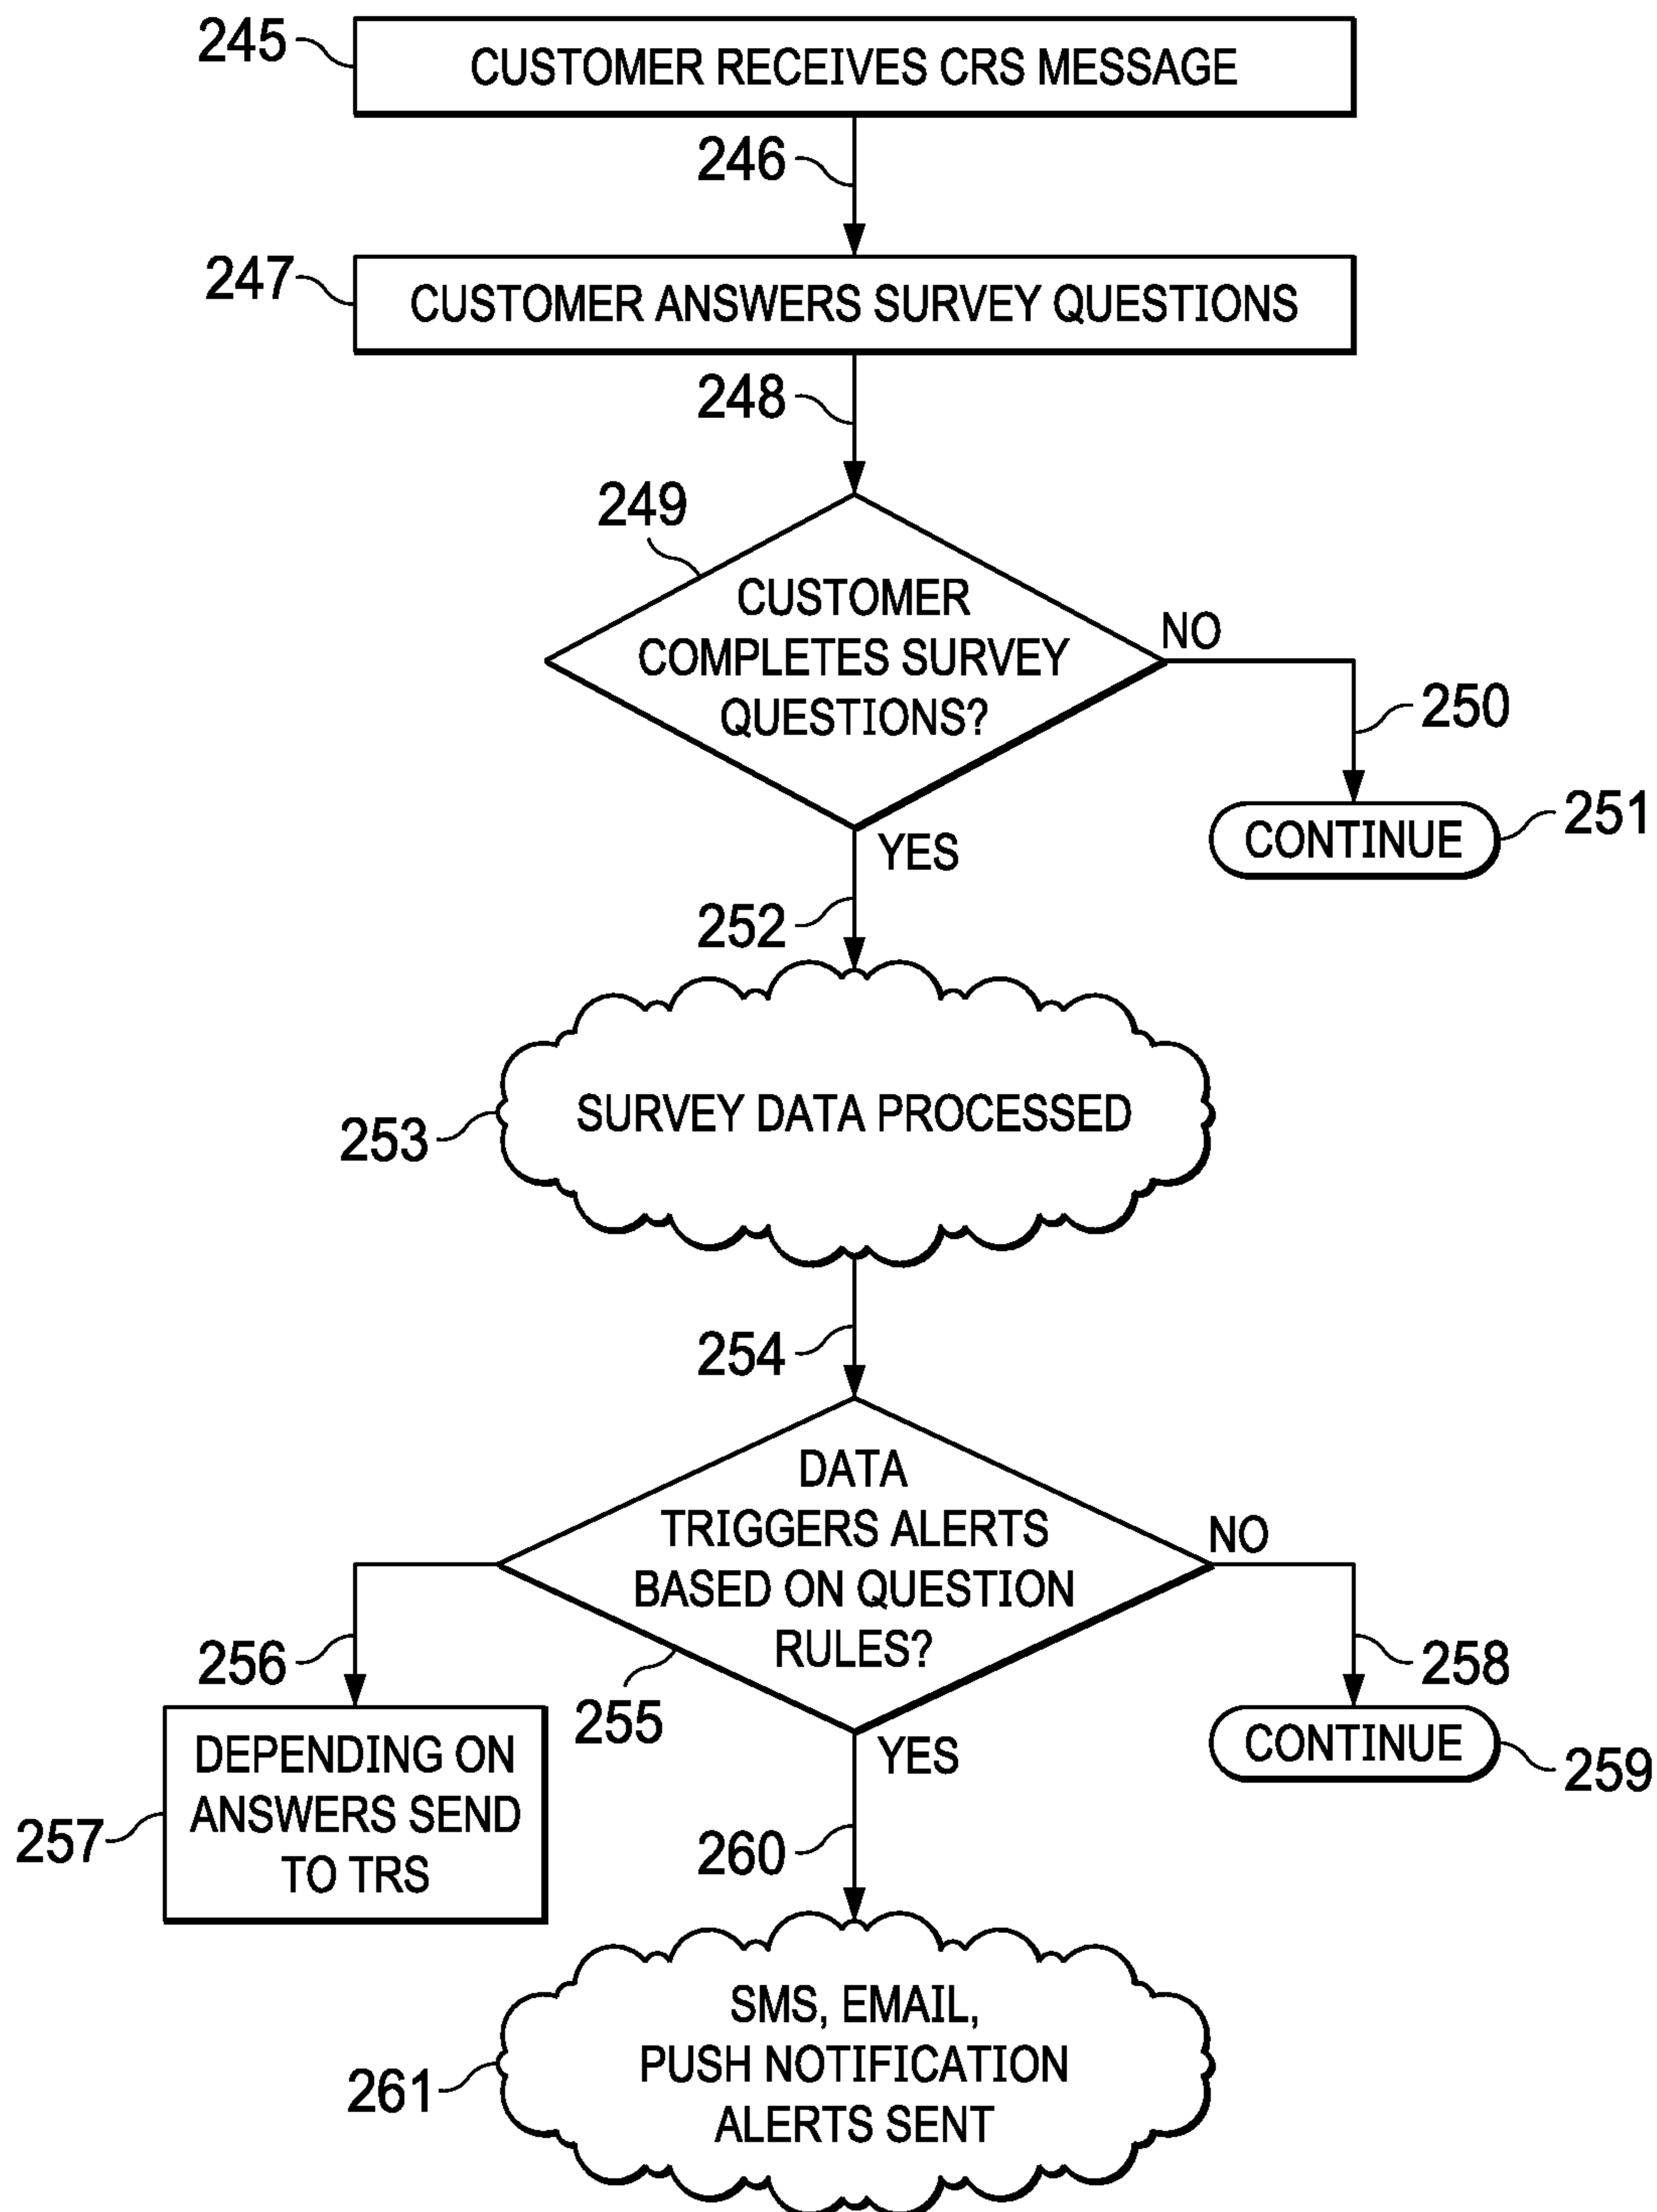 245
CUSTOMER RECEIVES CRS MESSAGE
246
247
CUSTOMER ANSWERS SURVEY QUESTIONS
248
249
CUSTOMER
COMPLETES SURVEY
QUESTIONS?
NO
250
CONTINUE
251
YES
252
253
SURVEY DATA PROCESSED
254
DATA
TRIGGERS ALERTS
BASED ON QUESTION
RULES?
255
256
DEPENDING ON
ANSWERS SEND
TO TRS
257
NO
258
CONTINUE
259
YES
260
261
SMS, EMAIL,
PUSH NOTIFICATION
ALERTS SENT